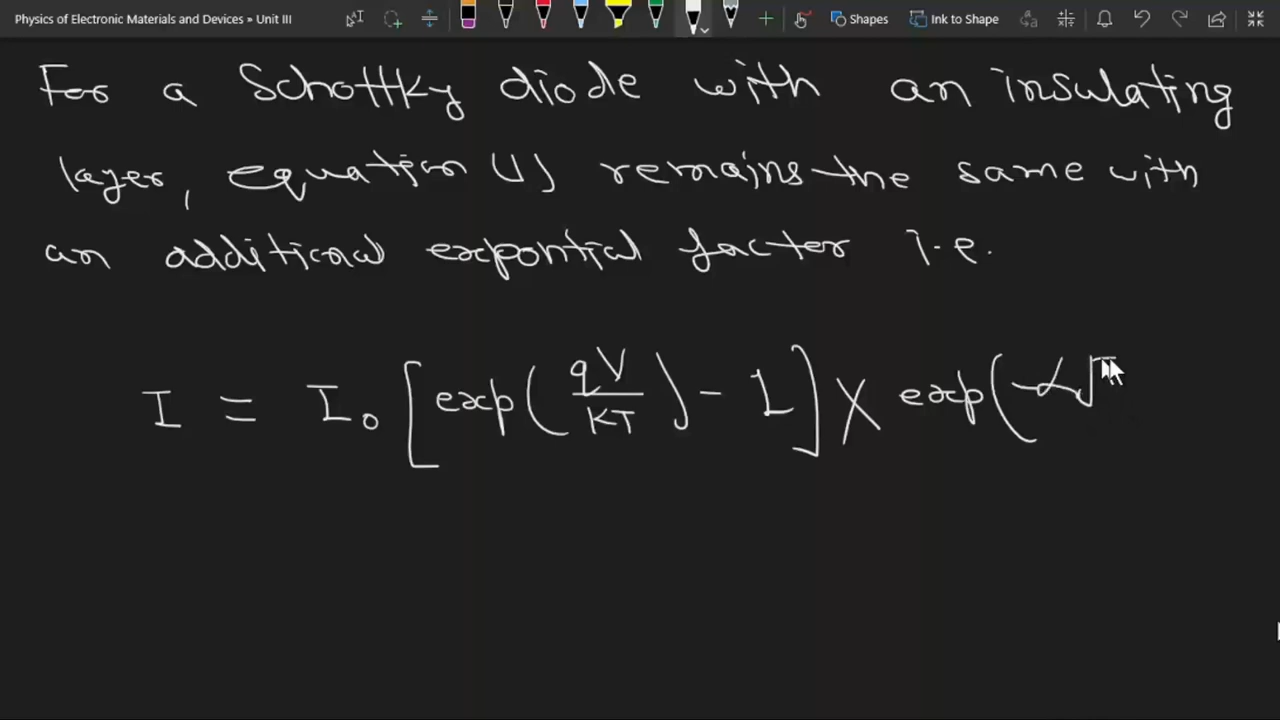 Physics of Electronic Materials and Devices » Unit III
Shapes
Ink to Shape
For a Schottky diode with an insulating
layer, equation (1) remains the same with
an additional expontial factor i.e.
I = I₀ [exp(qV/KT) - 1] X exp(-α√